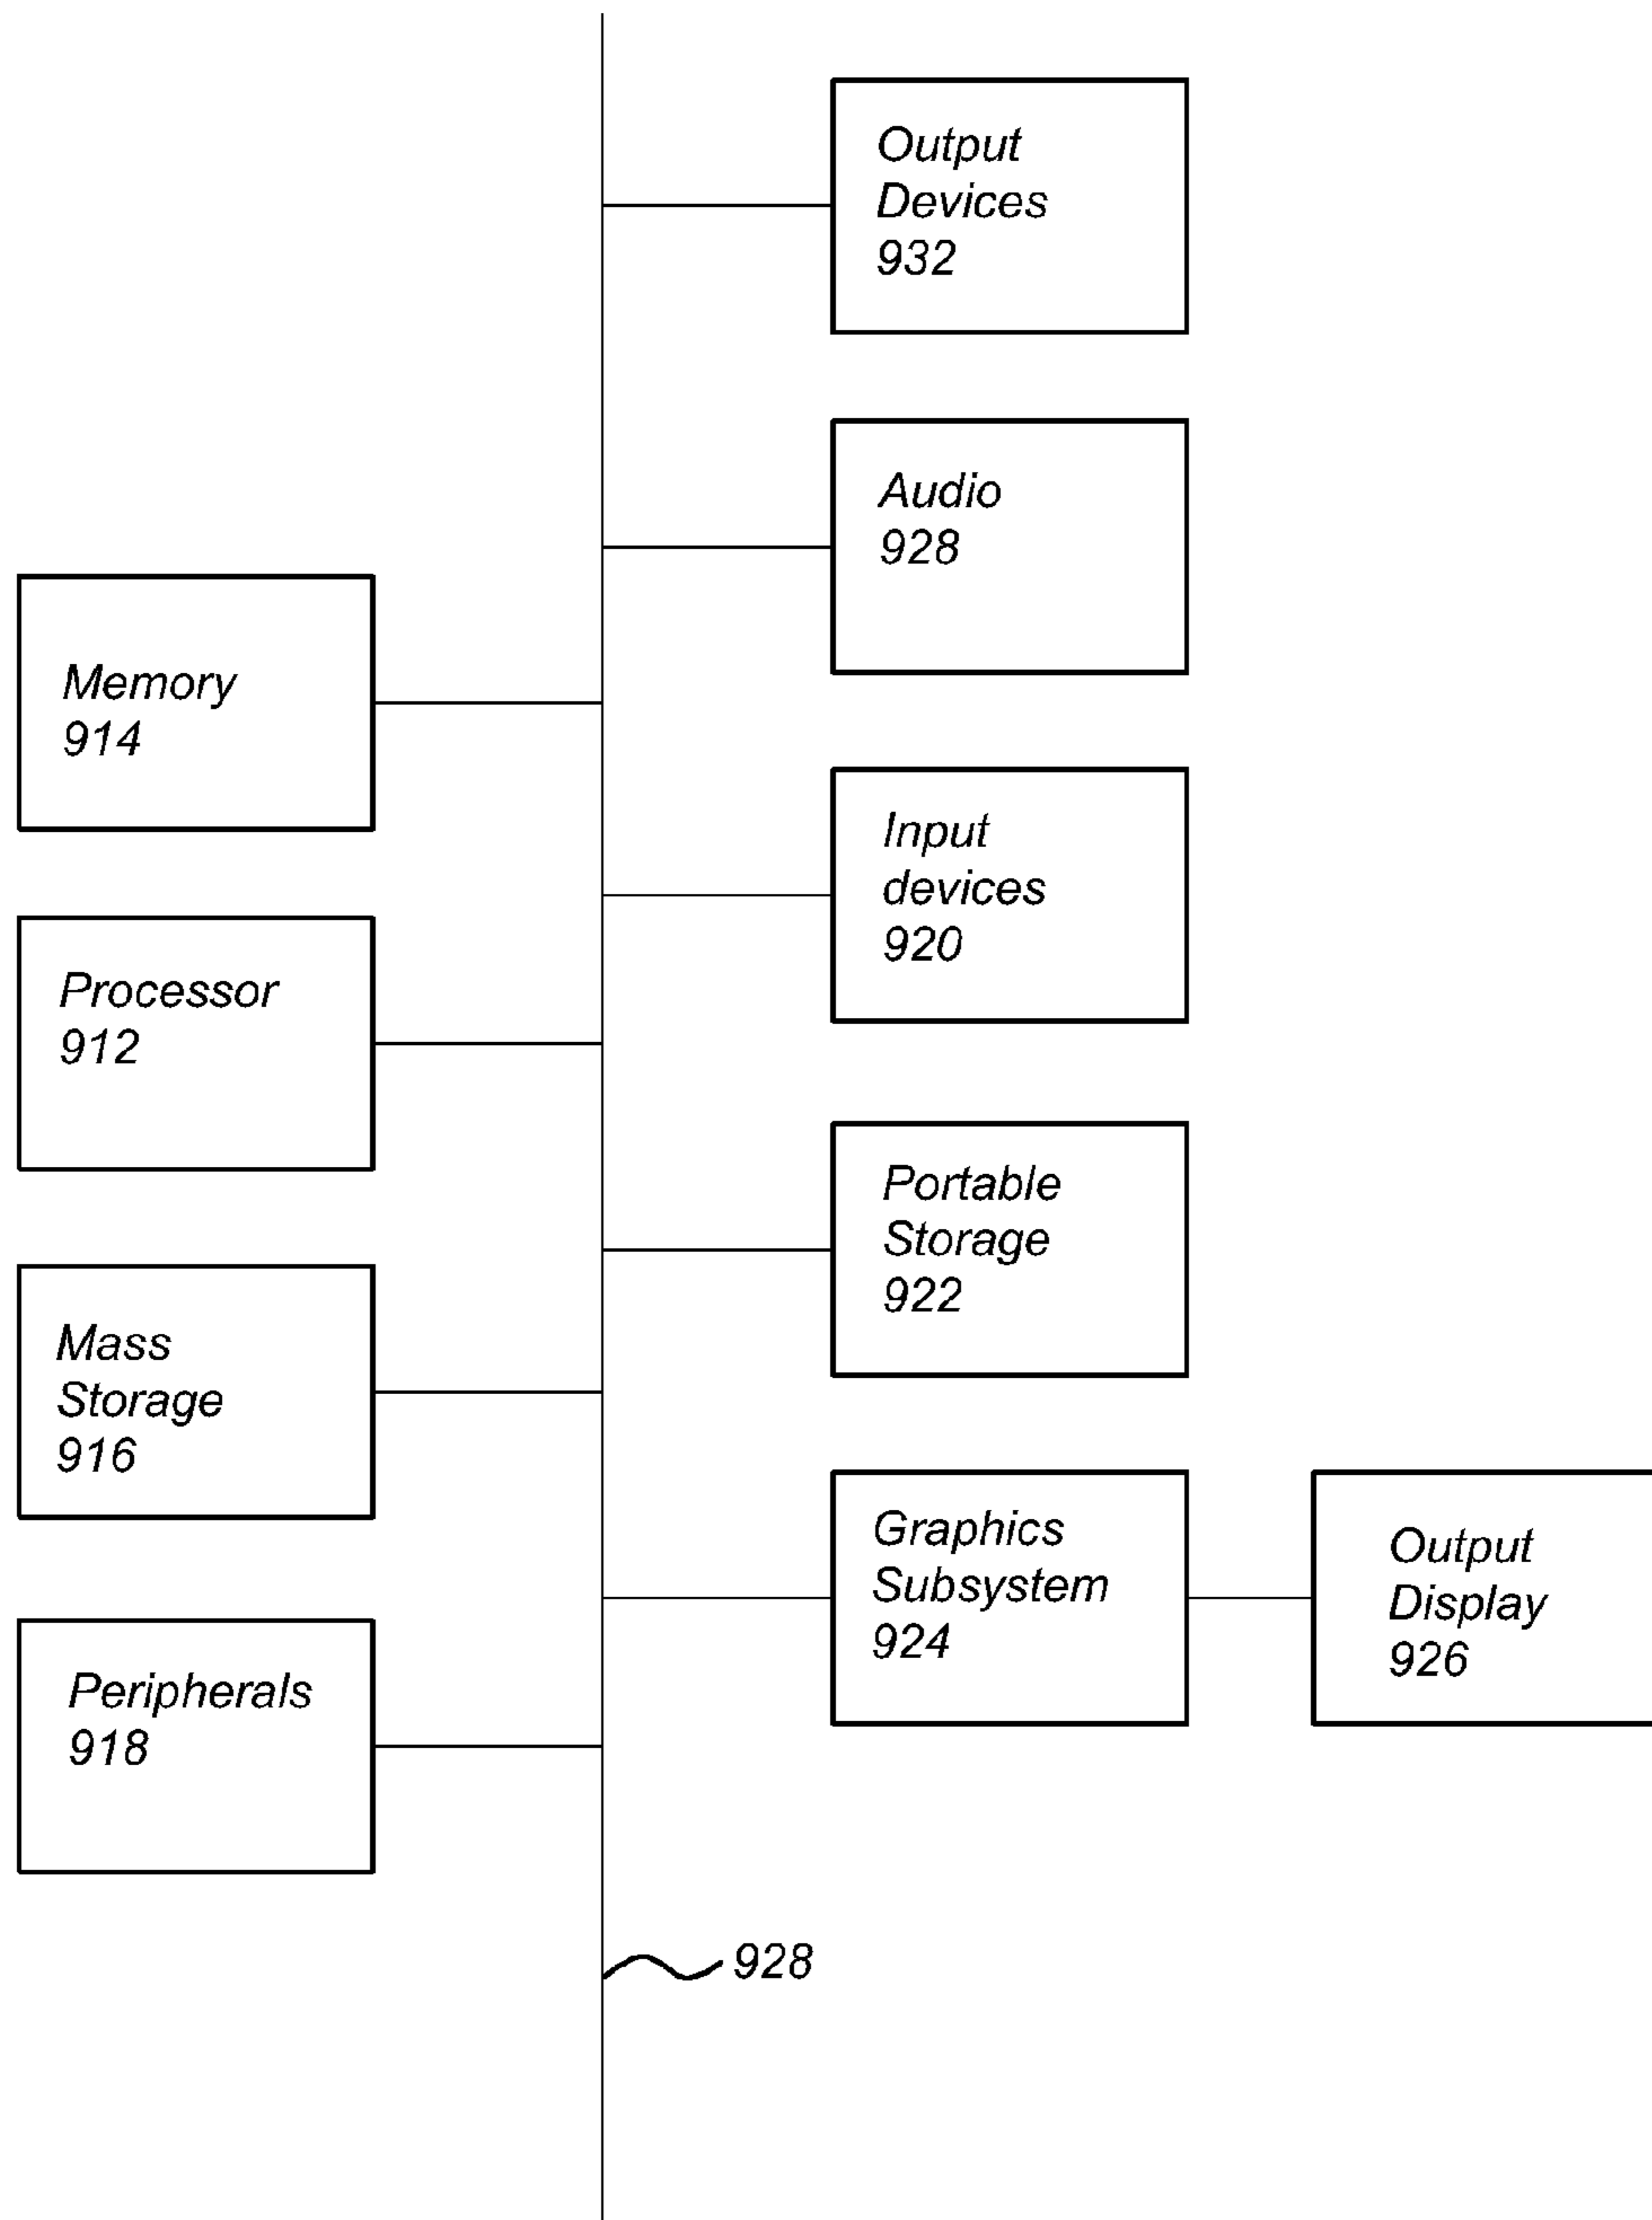 Output
Devices
932
Audio
928
Memory
914
Input
devices
920
Processor
912
Portable
Storage
922
Mass
Storage
916
Graphics
Subsystem
924
Output
Display
926
Peripherals
918
928